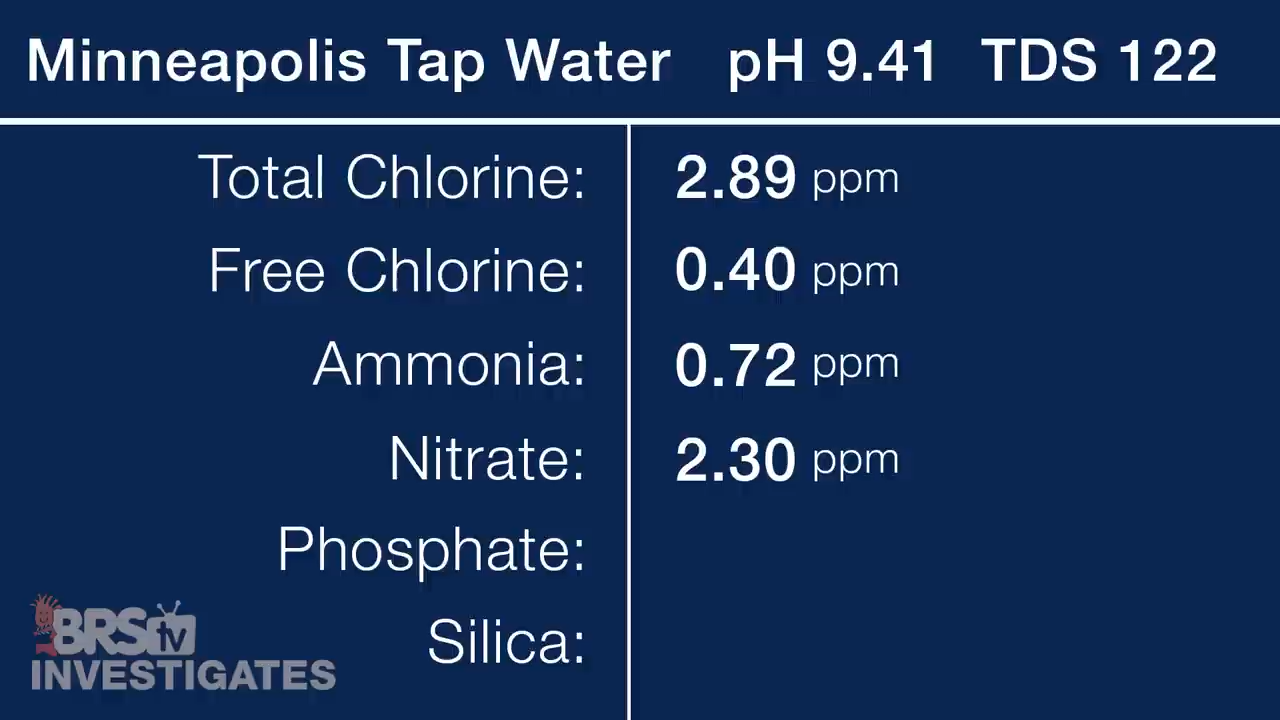 Minneapolis Tap Water pH 9.41 TDS 122
Total Chlorine: 2.89 ppm
Free Chlorine: 0.40 ppm
Ammonia: 0.72 ppm
Nitrate: 2.30 ppm
Phosphate:
Silica:
BRStv
INVESTIGATES